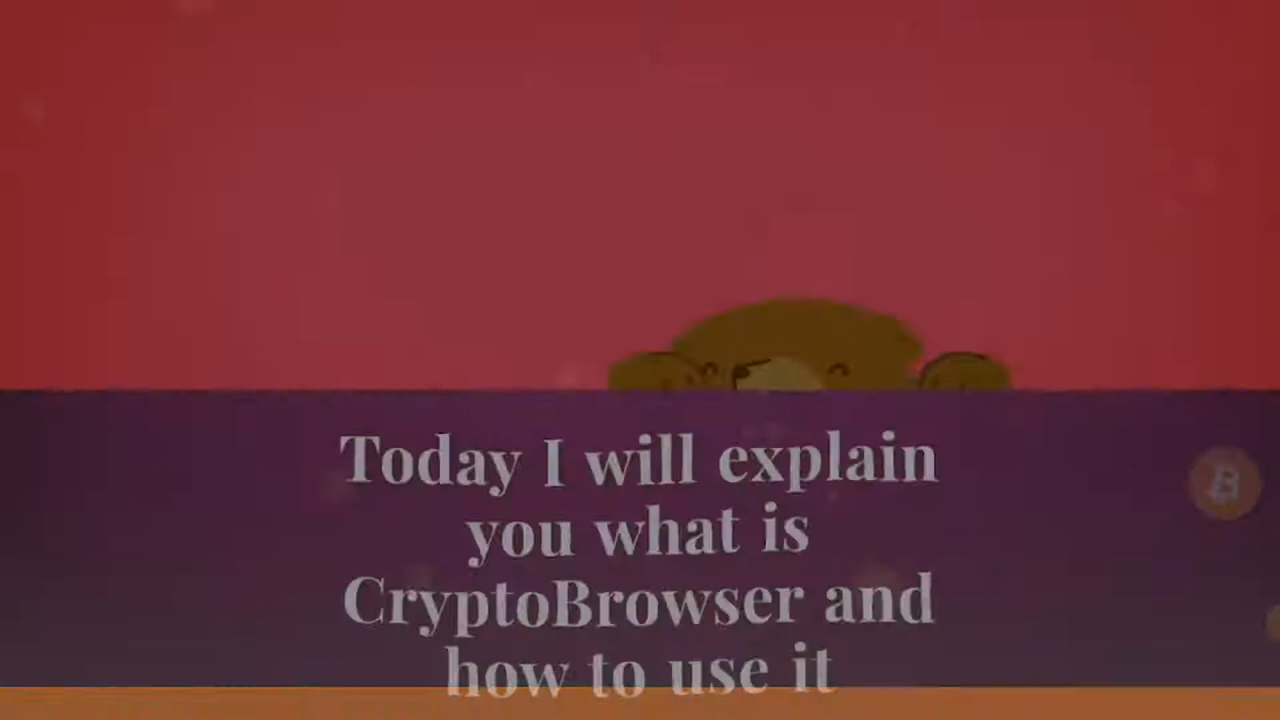 Today I will explain
you what is
CryptoBrowser and
how to use it